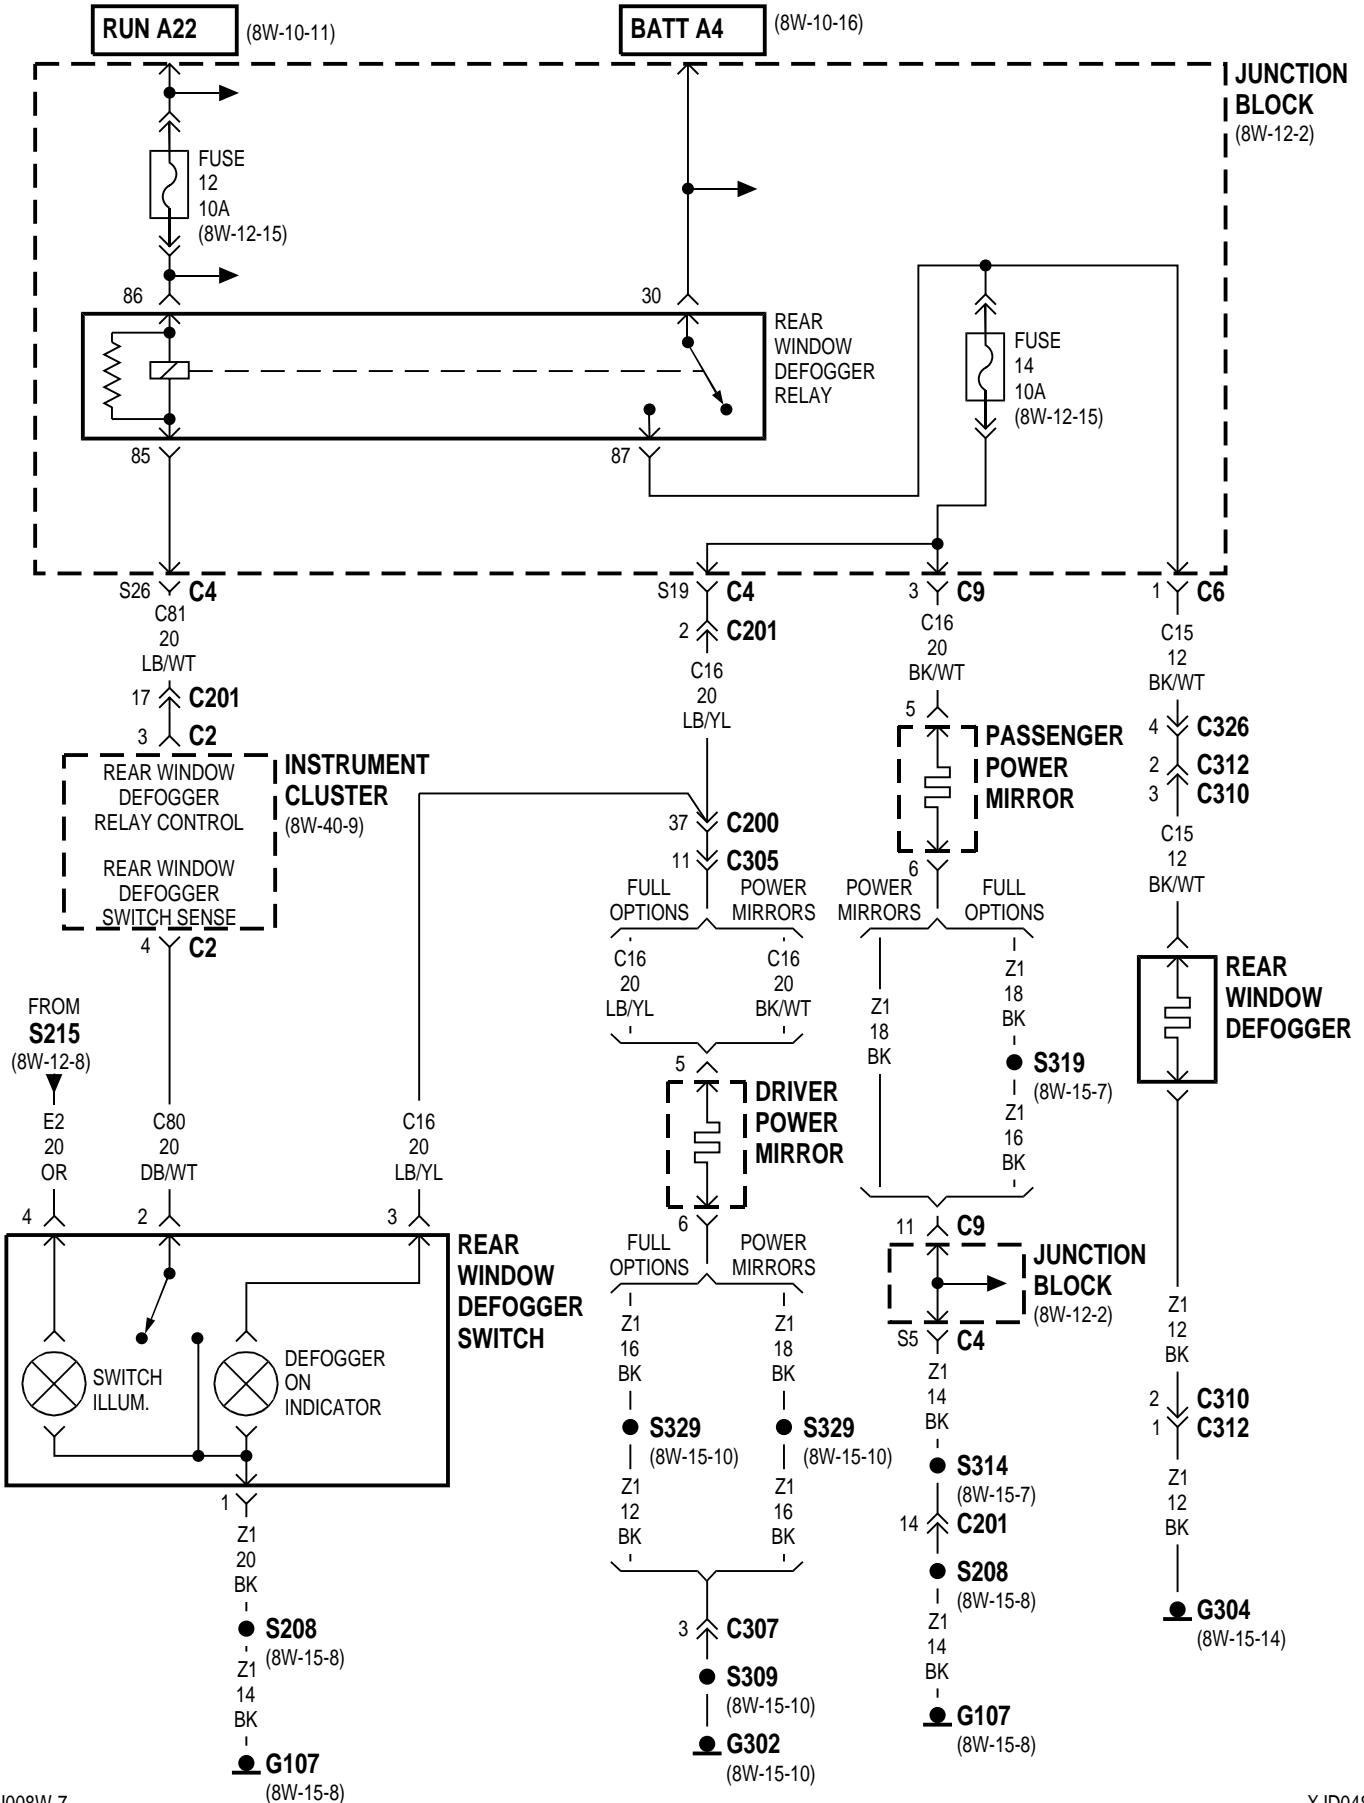 RUN A22
(8W-10-11)
BATT A4
(8W-10-16)
JUNCTION
BLOCK
(8W-12-2)
FUSE
12
10A
(8W-12-15)
86
30
REAR
WINDOW
DEFOGGER
RELAY
FUSE
14
10A
(8W-12-15)
85
87
S26
C4
C81
20
LB/WT
17
C201
3
C2
INSTRUMENT
CLUSTER
(8W-40-9)
REAR WINDOW
DEFOGGER
RELAY CONTROL
REAR WINDOW
DEFOGGER
SWITCH SENSE
4
C2
FROM
S215
(8W-12-8)
E2
20
OR
C80
20
DB/WT
C16
20
LB/YL
4
2
3
REAR
WINDOW
DEFOGGER
SWITCH
SWITCH
ILLUM.
DEFOGGER
ON
INDICATOR
1
Z1
20
BK
S208
(8W-15-8)
Z1
14
BK
G107
(8W-15-8)
S19
C4
2
C201
C16
20
LB/YL
37
C200
11
C305
FULL
OPTIONS
POWER
MIRRORS
C16
20
LB/YL
C16
20
BK/WT
5
DRIVER
POWER
MIRROR
6
FULL
OPTIONS
POWER
MIRRORS
Z1
16
BK
Z1
18
BK
S329
(8W-15-10)
S329
(8W-15-10)
Z1
12
BK
Z1
16
BK
3
C307
S309
(8W-15-10)
G302
(8W-15-10)
3
C9
C16
20
BK/WT
5
PASSENGER
POWER
MIRROR
6
POWER
MIRRORS
FULL
OPTIONS
Z1
18
BK
Z1
18
BK
S319
(8W-15-7)
Z1
16
BK
11
C9
JUNCTION
BLOCK
(8W-12-2)
S5
C4
Z1
14
BK
S314
(8W-15-7)
14
C201
S208
(8W-15-8)
Z1
14
BK
G107
(8W-15-8)
1
C6
C15
12
BK/WT
4
C326
2
C312
3
C310
C15
12
BK/WT
REAR
WINDOW
DEFOGGER
Z1
12
BK
2
C310
1
C312
Z1
12
BK
G304
(8W-15-14)